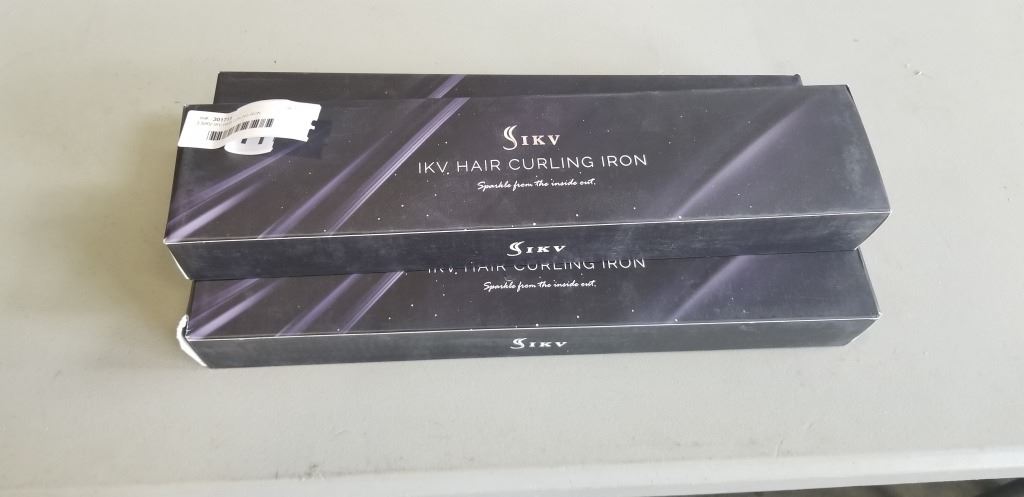 IKV
IKV, HAIR CURLING IRON
Sparkle from the inside out.
IKV
IKV, HAIR CURLING IRON
Sparkle from the inside out.
IKV